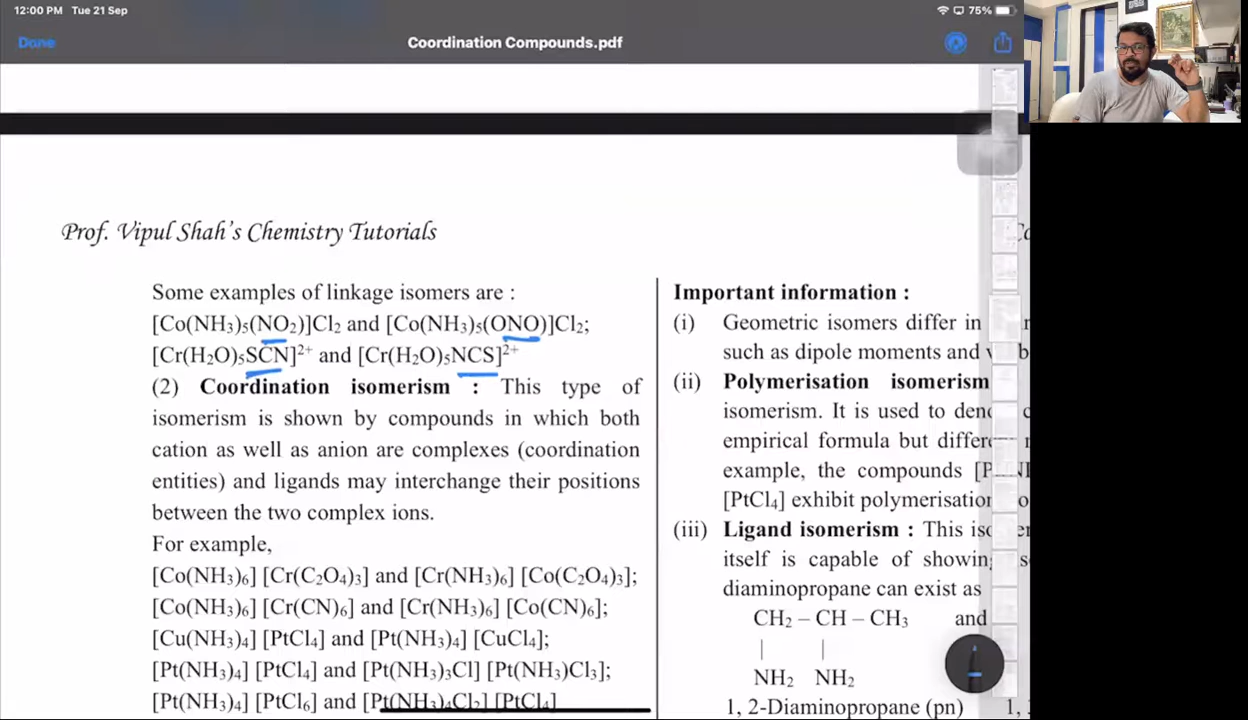 12:00 PM Tue 21 Sep
75%
Done
Coordination Compounds.pdf
Prof. Vipul Shah's Chemistry Tutorials
Some examples of linkage isomers are :
[Co(NH₃)₅(NO₂)]Cl₂ and [Co(NH₃)₅(ONO)]Cl₂;
[Cr(H₂O)₅SCN]²⁺ and [Cr(H₂O)₅NCS]²⁺
(2) Coordination isomerism : This type of
isomerism is shown by compounds in which both
cation as well as anion are complexes (coordination
entities) and ligands may interchange their positions
between the two complex ions.
For example,
[Co(NH₃)₆] [Cr(C₂O₄)₃] and [Cr(NH₃)₆] [Co(C₂O₄)₃];
[Co(NH₃)₆] [Cr(CN)₆] and [Cr(NH₃)₆] [Co(CN)₆];
[Cu(NH₃)₄] [PtCl₄] and [Pt(NH₃)₄] [CuCl₄];
[Pt(NH₃)₄] [PtCl₄] and [Pt(NH₃)₃Cl] [Pt(NH₃)Cl₃];
[Pt(NH₃)₄] [PtCl₆] and [Pt(NH₃)₄Cl₂] [PtCl₄]
Important information :
(i) Geometric isomers differ in
such as dipole moments and
(ii) Polymerisation isomerism
isomerism. It is used to
empirical formula but
example, the compounds
[PtCl₄] exhibit polymerisation
(iii) Ligand isomerism : This
itself is capable of
diaminopropane can exist as
CH₂ – CH – CH₃ and
NH₂ NH₂
1, 2-Diaminopropane (pn) 1,